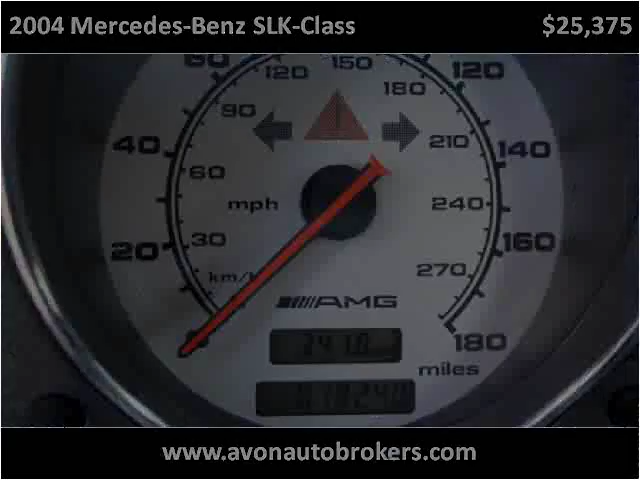 2004 Mercedes-Benz SLK-Class $25,375
60 120 150 120
90 180
40 210 140
60
mph 240
20 30 160
km/h 270
AMG
180
miles
www.avonautobrokers.com